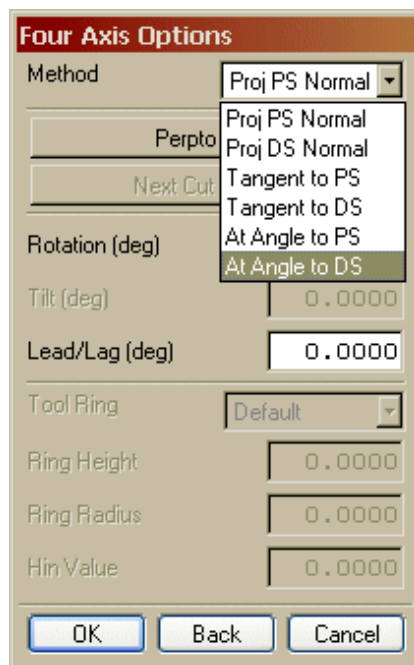 Four Axis Options
Method
Proj PS Normal
Proj PS Normal
Proj DS Normal
Tangent to PS
Tangent to DS
At Angle to PS
At Angle to DS
Perpto
Next Cut
Rotation (deg)
Tilt (deg)
0.0000
Lead/Lag (deg)
0.0000
Tool Ring
Default
Ring Height
0.0000
Ring Radius
0.0000
Hin Value
0.0000
OK
Back
Cancel